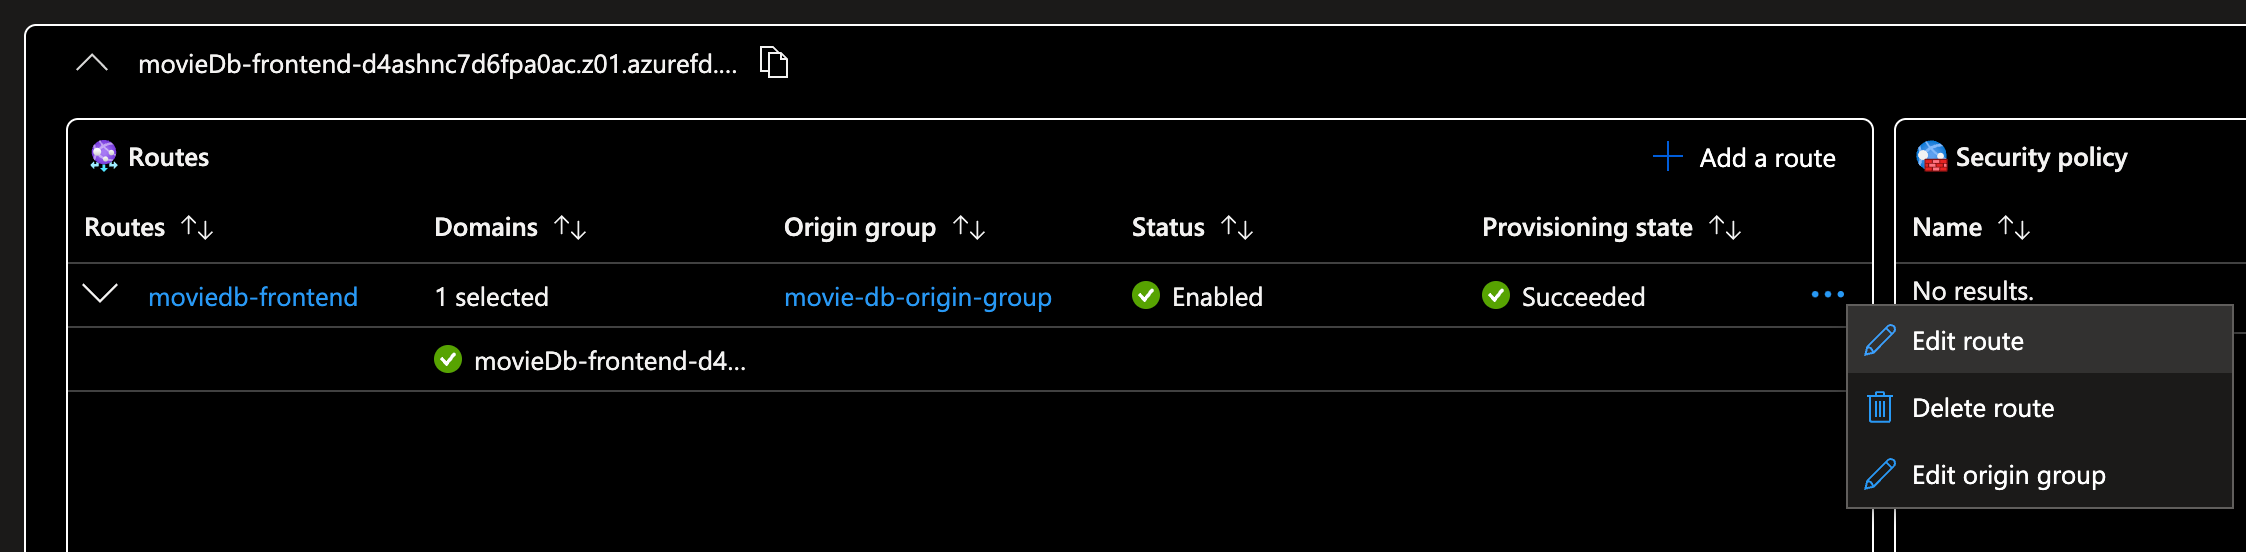 movieDb-frontend-d4ashnc7d6fpa0ac.z01.azurefd....
Routes
Add a route
Routes Domains Origin group Status Provisioning state
moviedb-frontend 1 selected movie-db-origin-group Enabled Succeeded
movieDb-frontend-d4...
Security policy
Name
No results.
Edit route
Delete route
Edit origin group